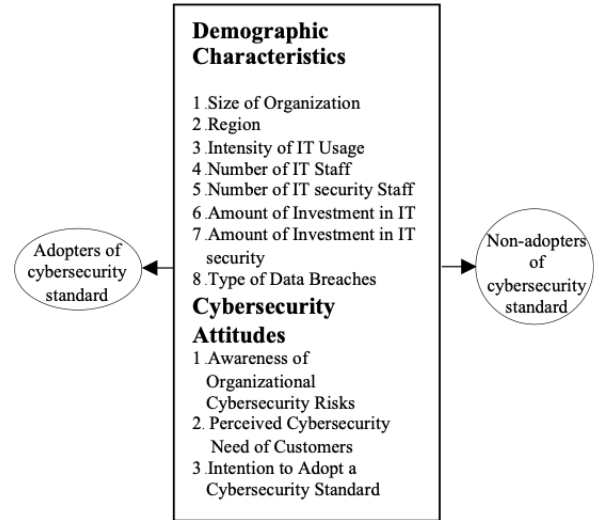 Demographic
Characteristics
1 .Size of Organization
2 .Region
3 .Intensity of IT Usage
4 .Number of IT Staff
5 .Number of IT security Staff
6 .Amount of Investment in IT
7 .Amount of Investment in IT
security
8 .Type of Data Breaches
Cybersecurity
Attitudes
1 .Awareness of
Organizational
Cybersecurity Risks
2. Perceived Cybersecurity
Need of Customers
3 .Intention to Adopt a
Cybersecurity Standard
Adopters of
cybersecurity
standard
Non-adopters
of
cybersecurity
standard